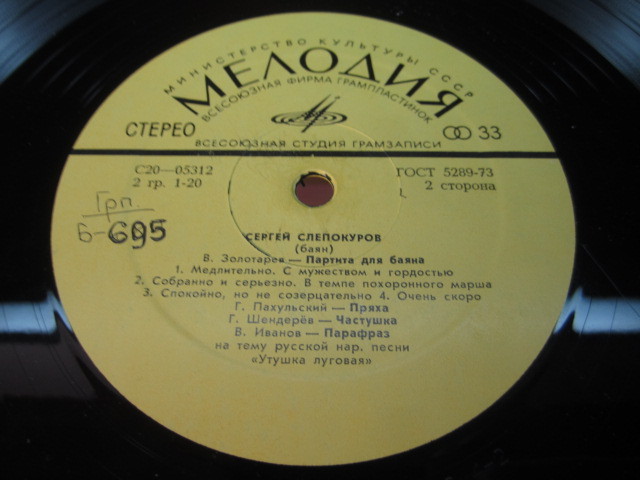 МИНИСТЕРСТВО КУЛЬТУРЫ СССР
МЕЛОДИЯ
ВСЕСОЮЗНАЯ ФИРМА ГРАМПЛАСТИНОК
СТЕРЕО
33
ВСЕСОЮЗНАЯ СТУДИЯ ГРАМЗАПИСИ
С20—05312
ГОСТ 5289-73
2 гр. 1-20
2 сторона
Грп.
Б-695
СЕРГЕЙ СЛЕПОКУРОВ
(баян)
В. Золотарев — Партита для баяна
1. Медлительно. С мужеством и гордостью
2. Собранно и серьезно. В темпе похоронного марша
3. Спокойно, но не созерцательно 4. Очень скоро
Г. Пахульский — Пряха
Г. Шендерёв — Частушка
В. Иванов — Парафраз
на тему русской нар. песни
«Утушка луговая»